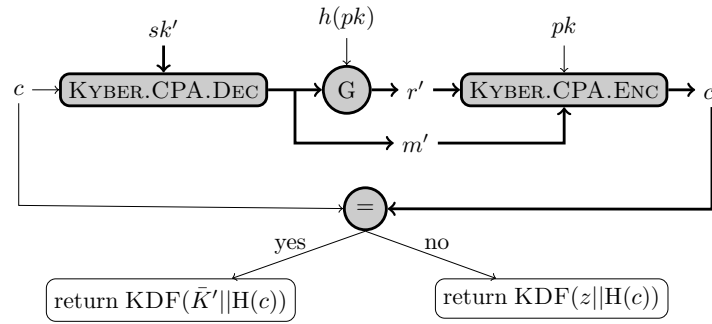 sk′ h(pk) pk
c KYBER.CPA.DEC G r′ KYBER.CPA.ENC c
m′
=
yes no
return KDF(K̄′||H(c)) return KDF(z||H(c))